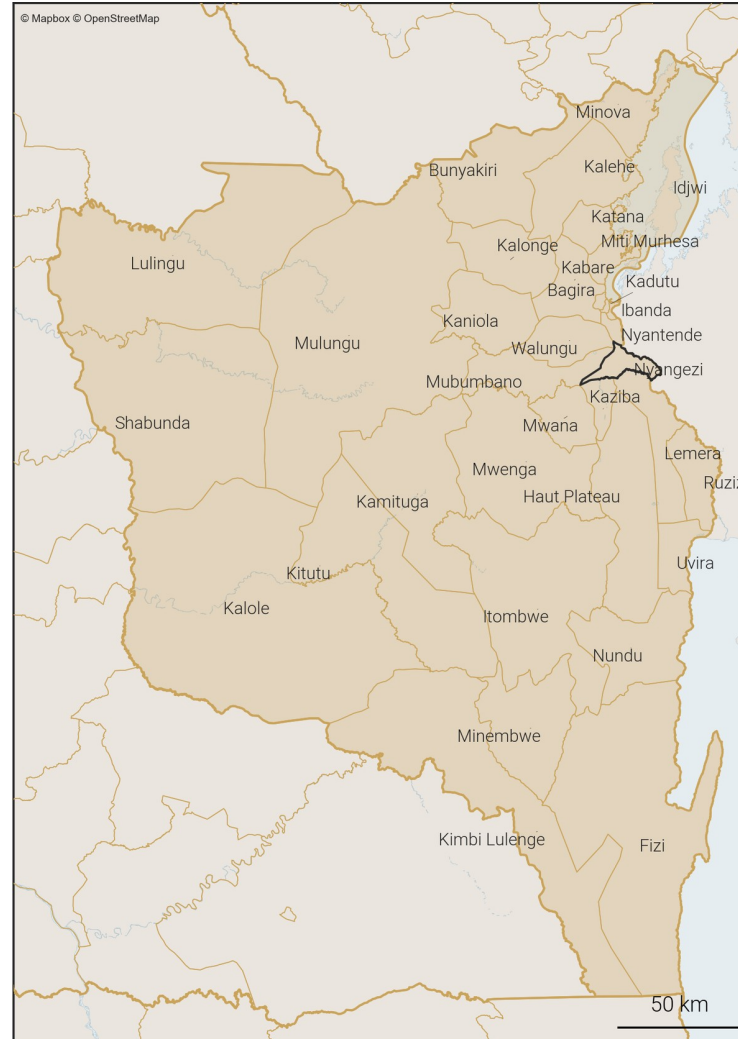 © Mapbox © OpenStreetMap
Minova
Bunyakiri
Kalehe
Idjwi
Katana
Lulingu
Kalonge
Miti Murhesa
Kabare
Kadutu
Bagira
Ibanda
Kaniola
Nyantende
Mulungu
Walungu
Nyangezi
Mubumbano
Kaziba
Shabunda
Mwana
Lemera
Mwenga
Ruziz
Kamituga
Haut Plateau
Uvira
Kitutu
Kalole
Itombwe
Nundu
Minembwe
Kimbi Lulenge
Fizi
50 km